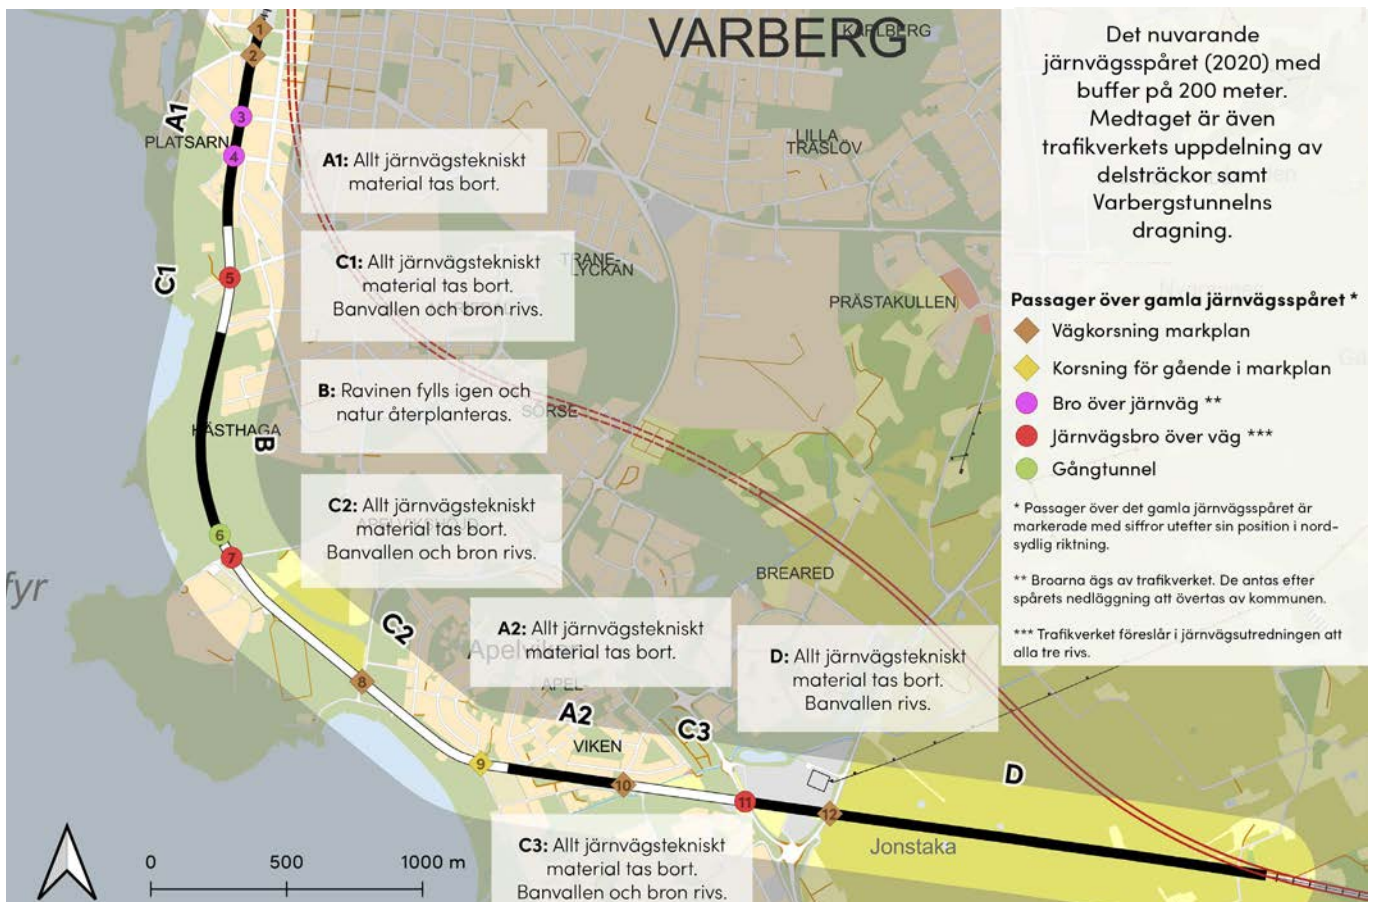 VARBERG
KARLBERG
1
2
A1
3
PLATSARN
4
LILLA
TRÄSLÖV
A1: Allt järnvägstekniskt
material tas bort.
C1
5
C1: Allt järnvägstekniskt
material tas bort.
Banvallen och bron rivs.
TRANE-
LYCKAN
PRÄSTAKULLEN
B: Ravinen fylls igen och
natur återplanteras.
SÖRSE
HÄSTHAGA
B
C2: Allt järnvägstekniskt
material tas bort.
Banvallen och bron rivs.
6
7
fyr
BREARED
C2
A2: Allt järnvägstekniskt
material tas bort.
Apelviken
APEL-
VIKEN
D: Allt järnvägstekniskt
material tas bort.
Banvallen rivs.
8
A2
C3
9
10
11
12
D
Jonstaka
C3: Allt järnvägstekniskt
material tas bort.
Banvallen och bron rivs.
0 500 1000 m
Det nuvarande
järnvägsspåret (2020) med
buffer på 200 meter.
Medtaget är även
trafikverkets uppdelning av
delsträckor samt
Varbergstunnelns
dragning.
Passager över gamla järnvägsspåret *
Vägkorsning markplan
Korsning för gående i markplan
Bro över järnväg **
Järnvägsbro över väg ***
Gångtunnel
* Passager över det gamla järnvägsspåret är
markerade med siffror utefter sin position i nord-
sydlig riktning.
** Broarna ägs av trafikverket. De antas efter
spårets nedläggning att övertas av kommunen.
*** Trafikverket föreslår i järnvägsutredningen att
alla tre rivs.